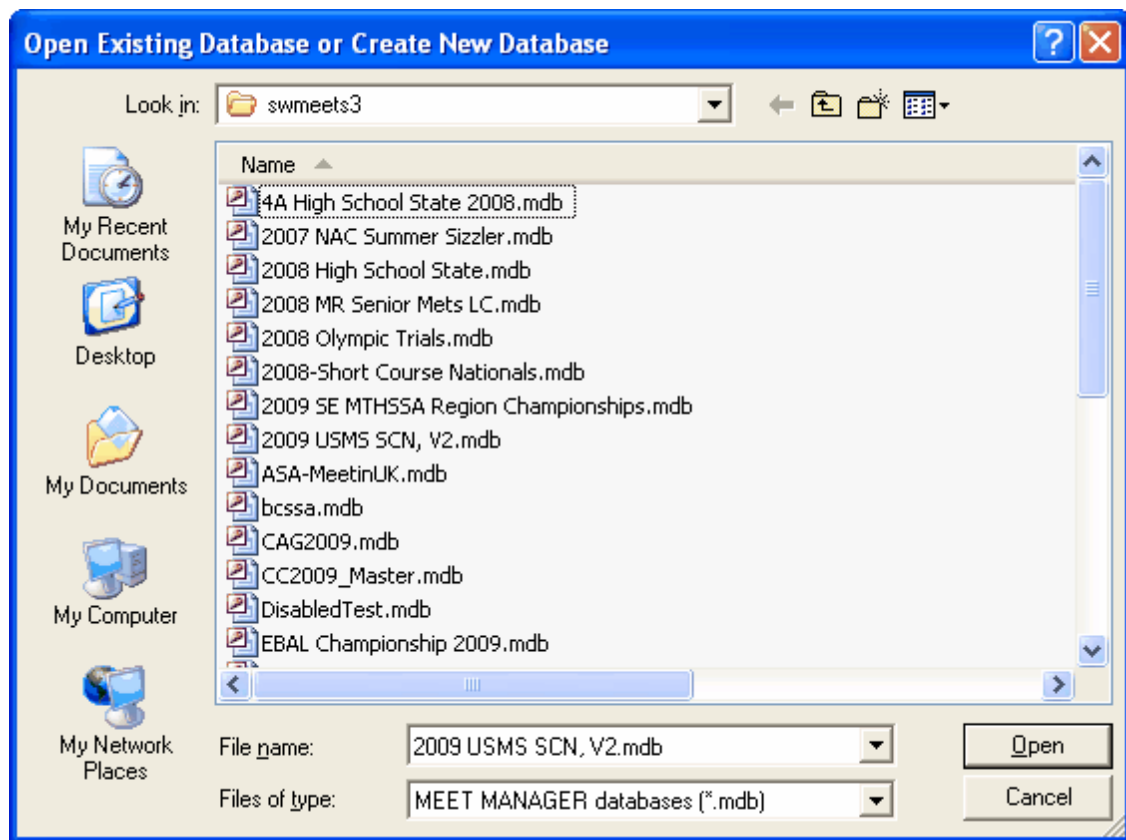 Open Existing Database or Create New Database
Look in:
swmeets3
My Recent
Documents
Desktop
My Documents
My Computer
My Network
Places
Name
4A High School State 2008.mdb
2007 NAC Summer Sizzler.mdb
2008 High School State.mdb
2008 MR Senior Mets LC.mdb
2008 Olympic Trials.mdb
2008-Short Course Nationals.mdb
2009 SE MTHSSA Region Championships.mdb
2009 USMS SCN, V2.mdb
ASA-MeetinUK.mdb
bcssa.mdb
CAG2009.mdb
CC2009_Master.mdb
DisabledTest.mdb
EBAL Championship 2009.mdb
File name:
2009 USMS SCN, V2.mdb
Open
Files of type:
MEET MANAGER databases (*.mdb)
Cancel